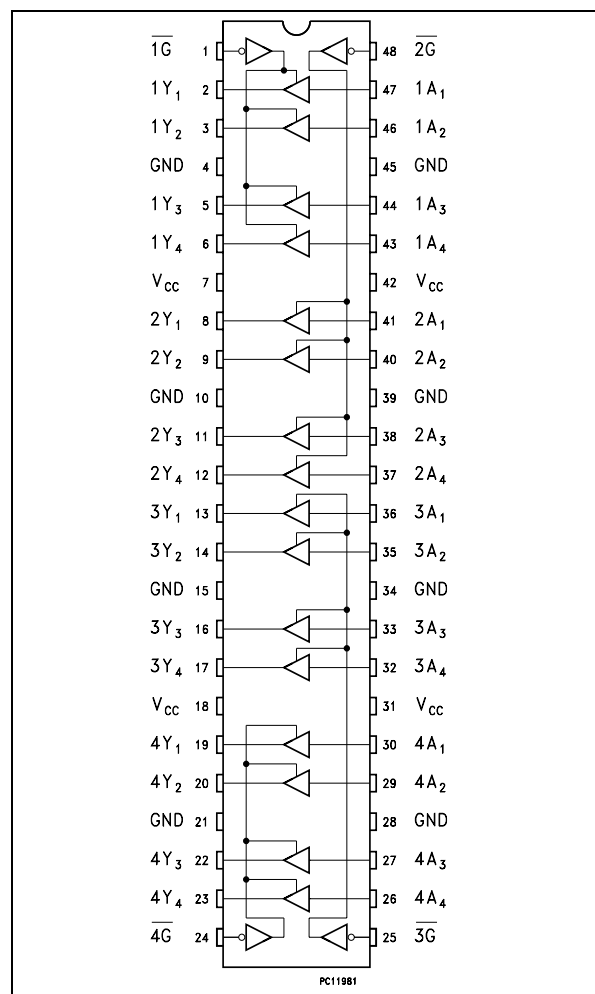 1G 1 48 2G
1Y1 2 47 1A1
1Y2 3 46 1A2
GND 4 45 GND
1Y3 5 44 1A3
1Y4 6 43 1A4
VCC 7 42 VCC
2Y1 8 41 2A1
2Y2 9 40 2A2
GND 10 39 GND
2Y3 11 38 2A3
2Y4 12 37 2A4
3Y1 13 36 3A1
3Y2 14 35 3A2
GND 15 34 GND
3Y3 16 33 3A3
3Y4 17 32 3A4
VCC 18 31 VCC
4Y1 19 30 4A1
4Y2 20 29 4A2
GND 21 28 GND
4Y3 22 27 4A3
4Y4 23 26 4A4
4G 24 25 3G
PC11981